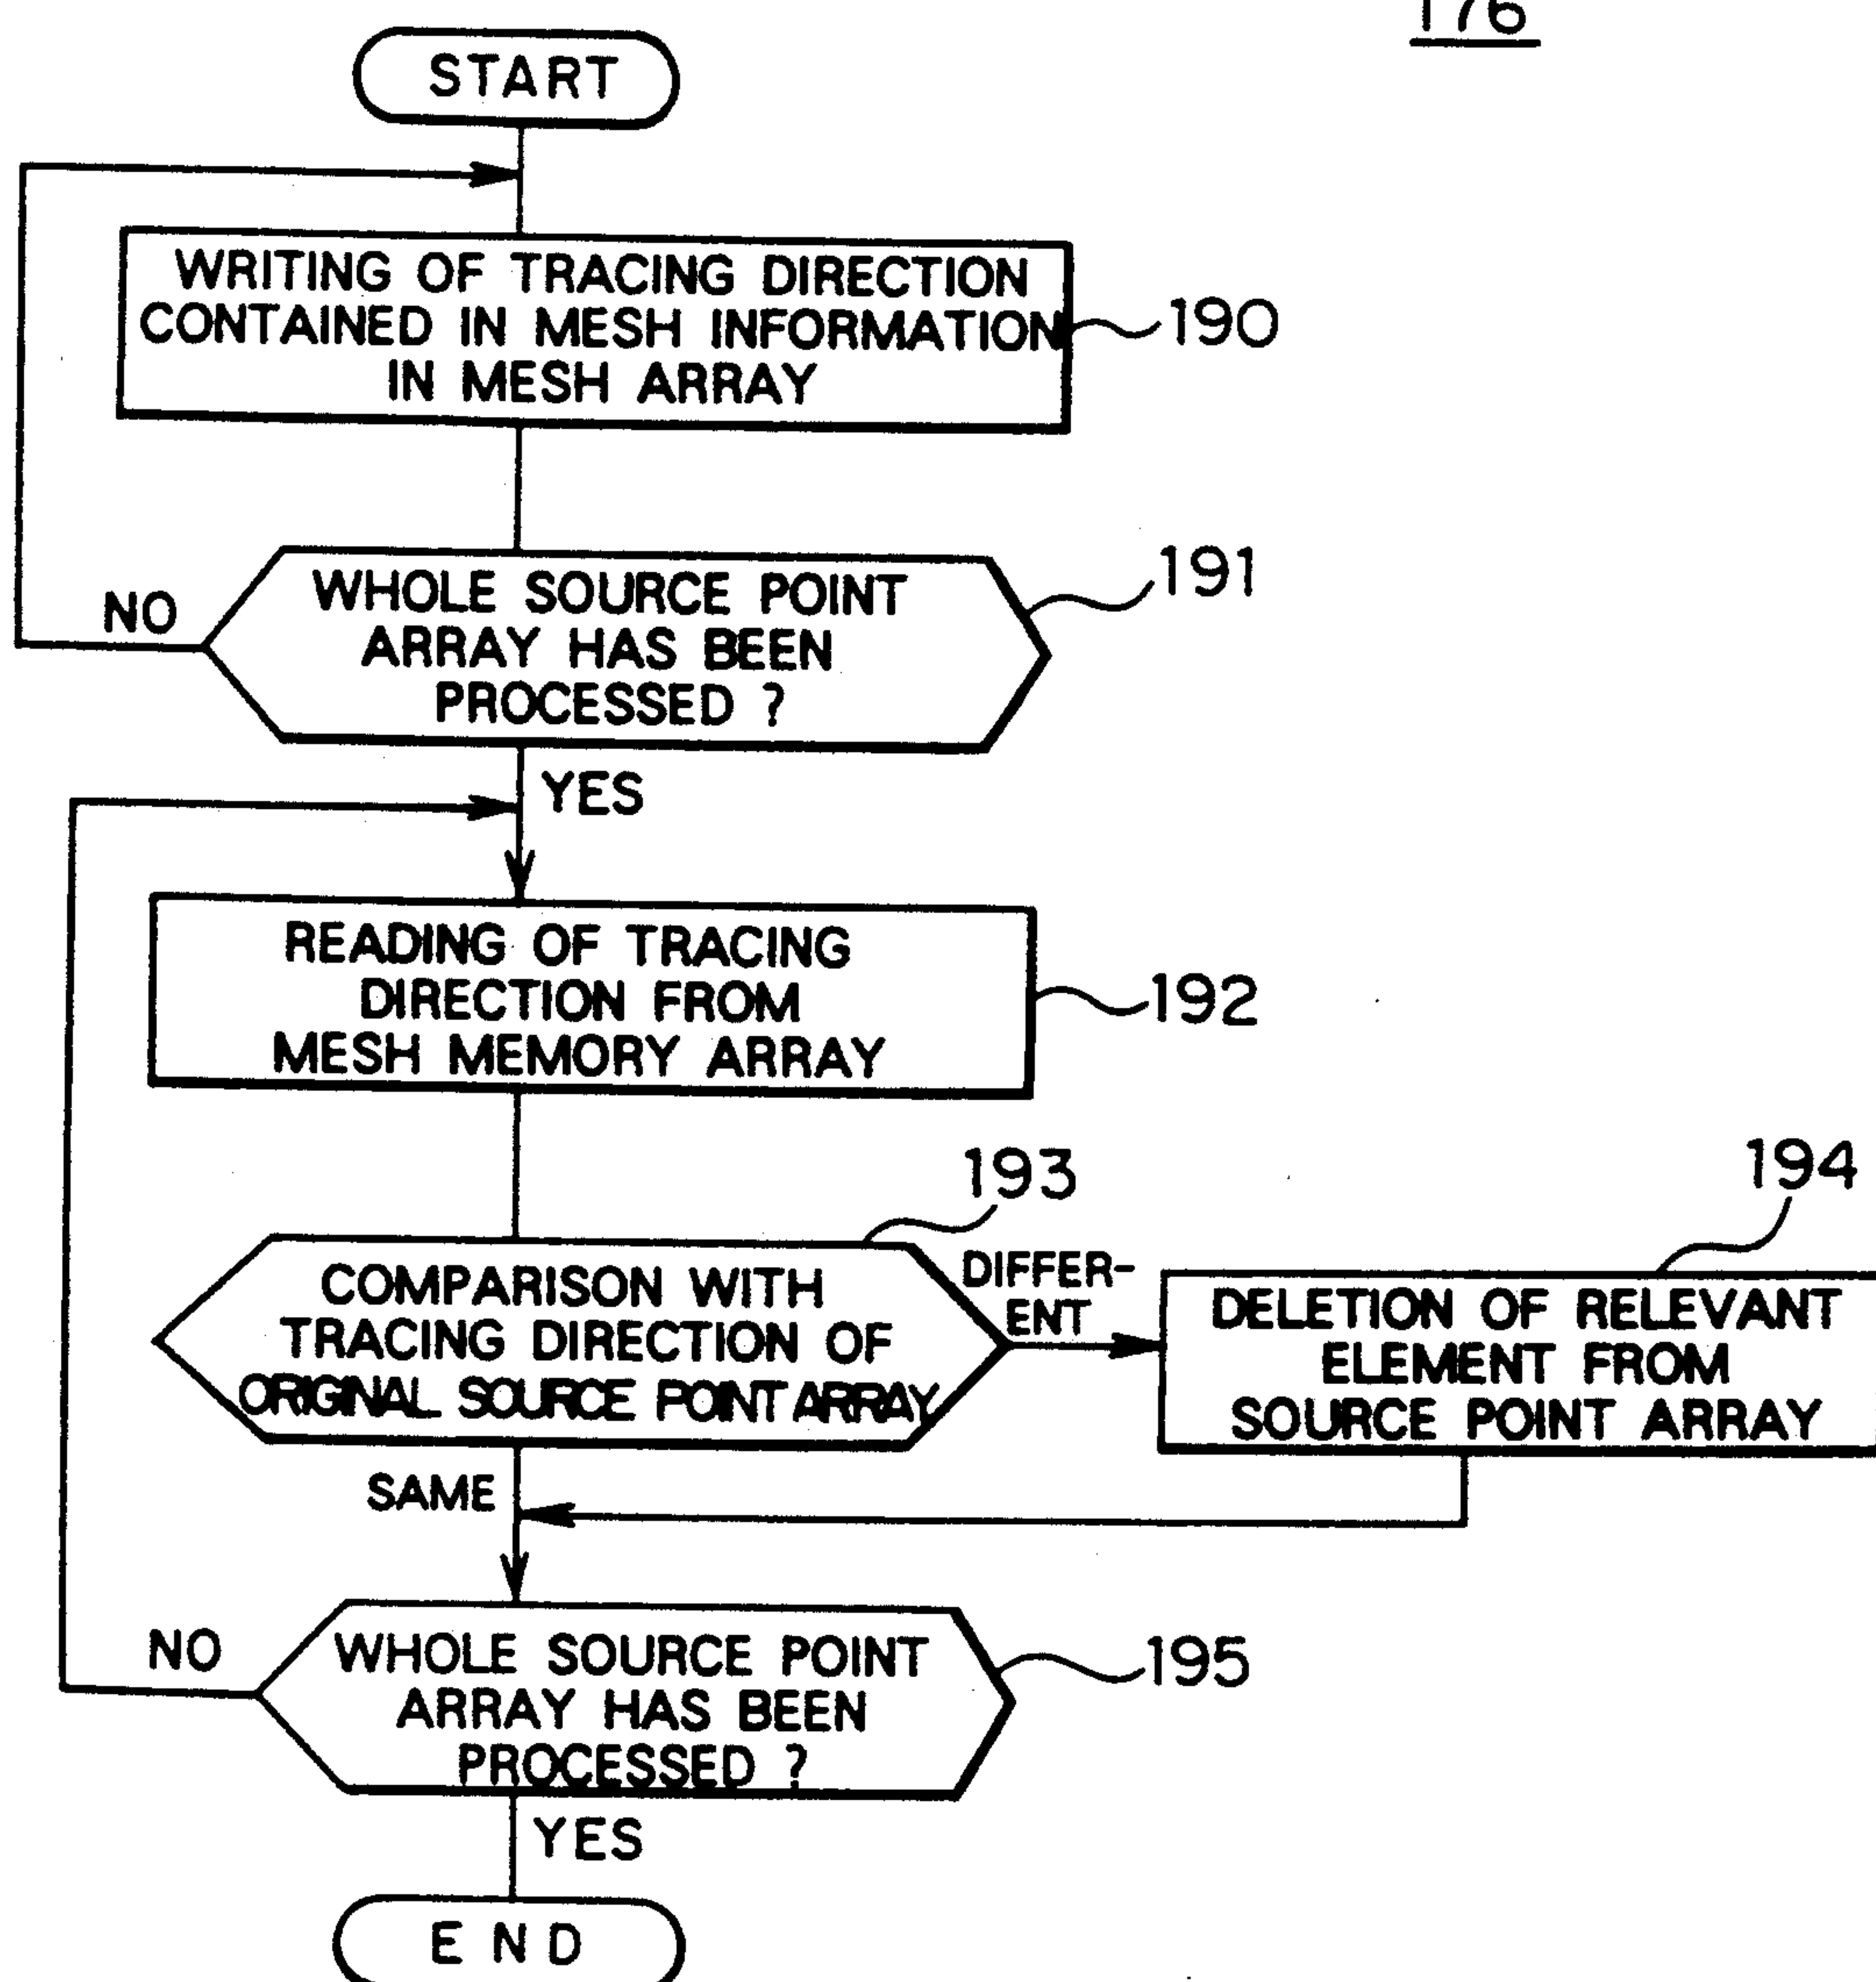 176
START
WRITING OF TRACING DIRECTION
CONTAINED IN MESH INFORMATION
IN MESH ARRAY
190
WHOLE SOURCE POINT
ARRAY HAS BEEN
PROCESSED ?
191
NO
YES
READING OF TRACING
DIRECTION FROM
MESH MEMORY ARRAY
192
193
COMPARISON WITH
TRACING DIRECTION OF
ORIGINAL SOURCE POINT ARRAY
DIFFER-
ENT
194
DELETION OF RELEVANT
ELEMENT FROM
SOURCE POINT ARRAY
SAME
WHOLE SOURCE POINT
ARRAY HAS BEEN
PROCESSED ?
195
NO
YES
END